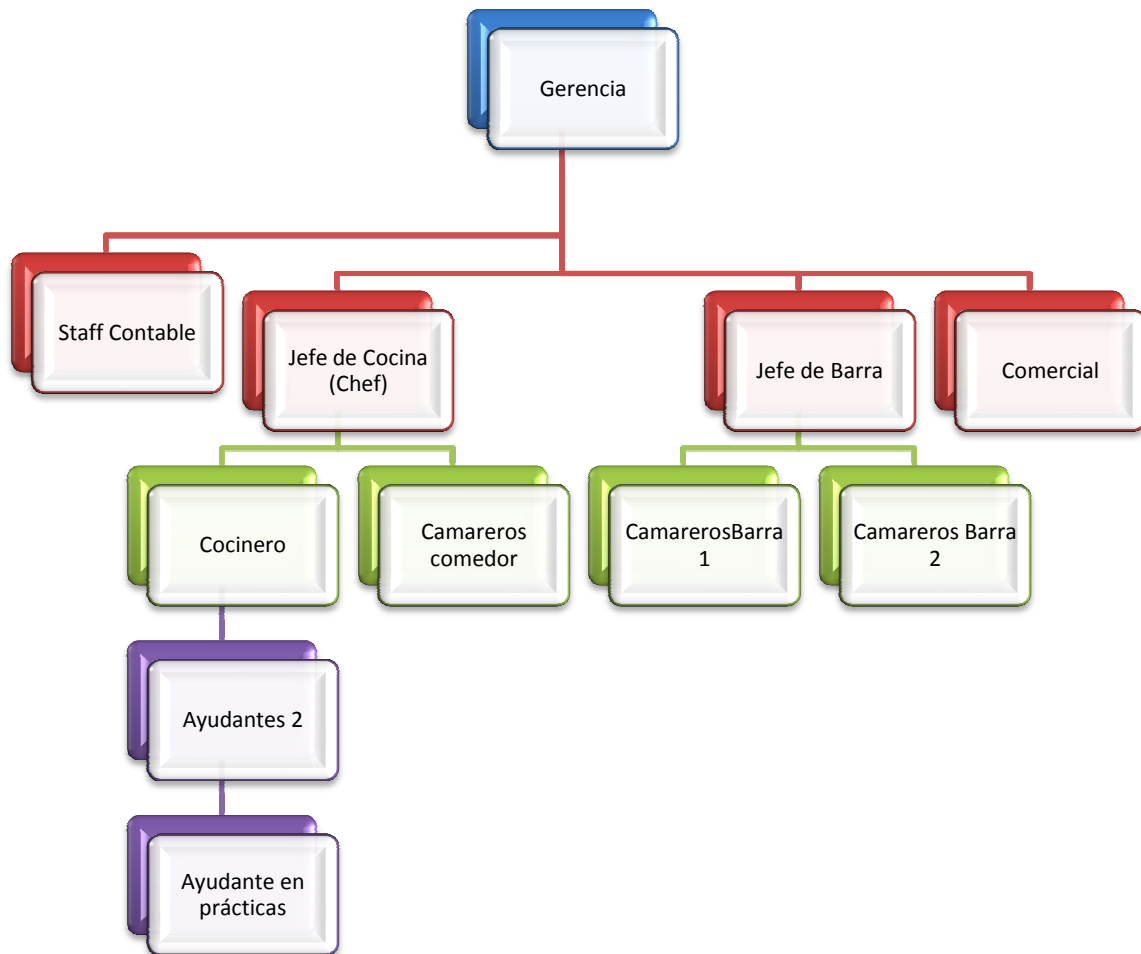 Gerencia
Staff Contable
Jefe de Cocina
(Chef)
Jefe de Barra
Comercial
Cocinero
Camareros
comedor
CamarerosBarra
1
Camareros Barra
2
Ayudantes 2
Ayudante en
prácticas